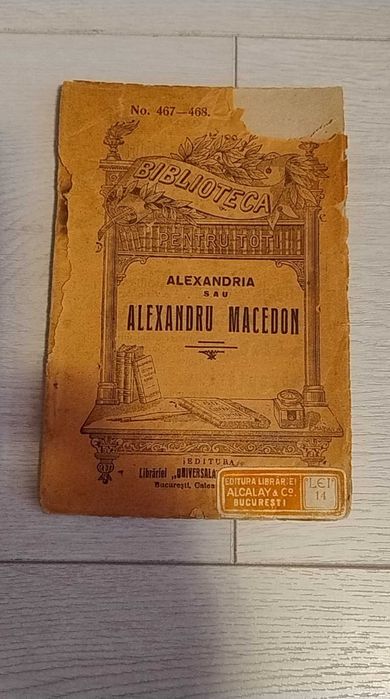 No. 467—468.
BIBLIOTECA
PENTRU TOTI
ALEXANDRIA
SAU
ALEXANDRU MACEDON
EDITURA
Librăriei „UNIVERSALA
București, Calea
EDITURA LIBRĂRIEI
ALCALAY & Co.
BUCUREȘTI
LEI
14